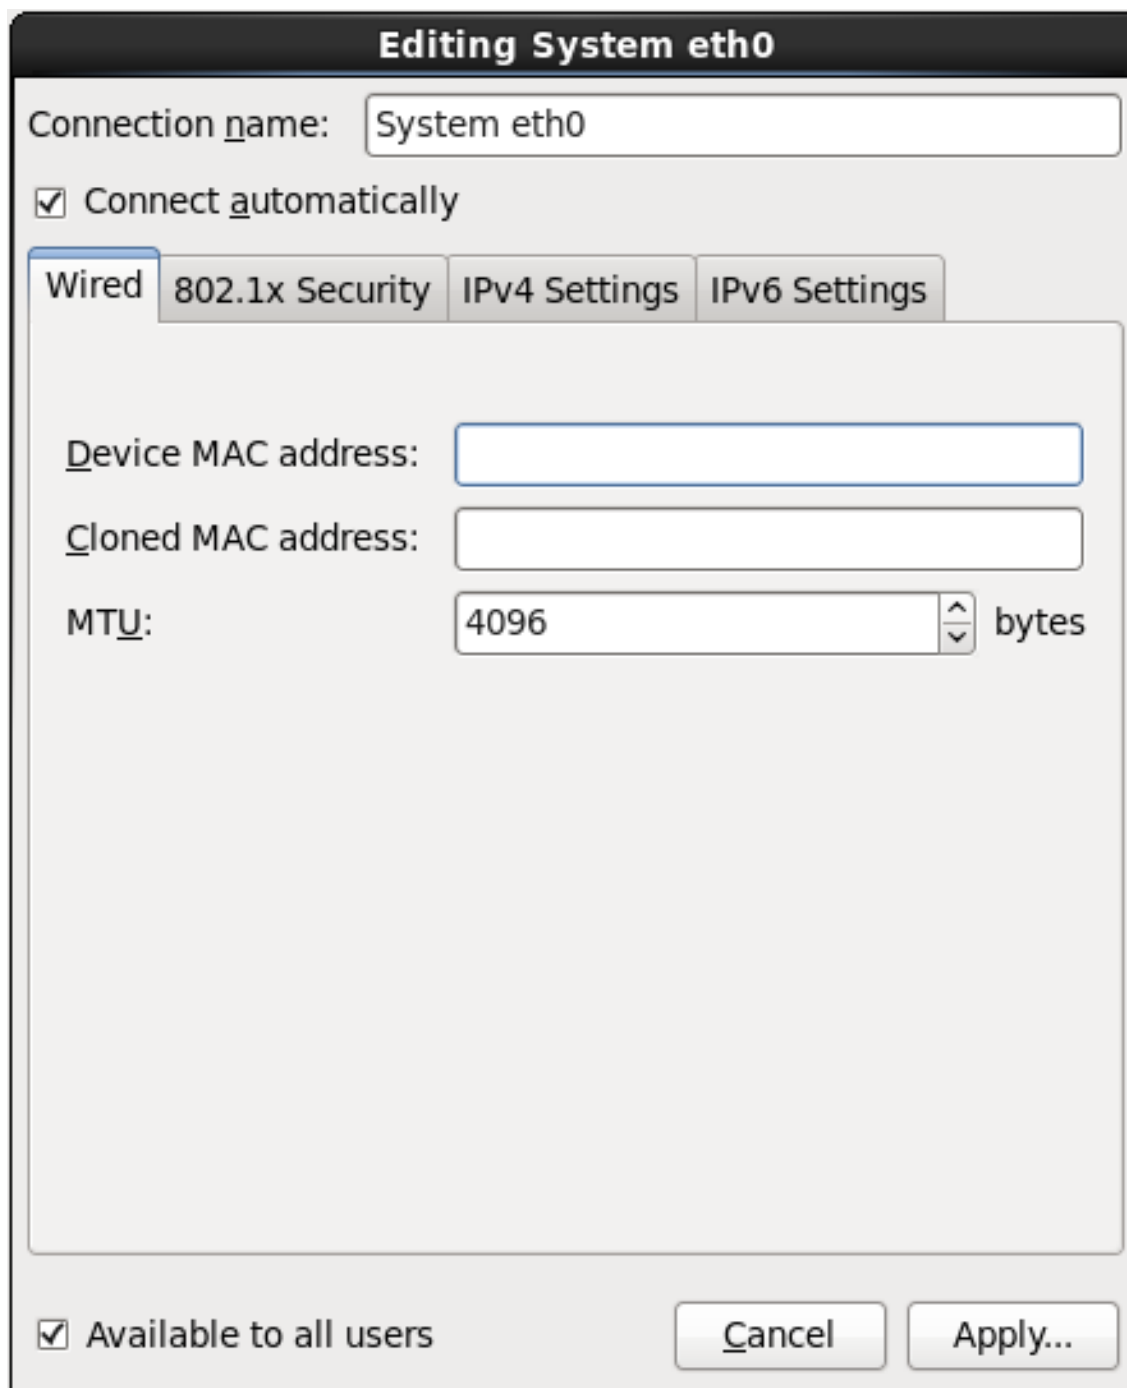 Editing System eth0
Connection name: System eth0
Connect automatically
Wired 802.1x Security IPv4 Settings IPv6 Settings
Device MAC address:
Cloned MAC address:
MTU: 4096 bytes
Available to all users Cancel Apply...